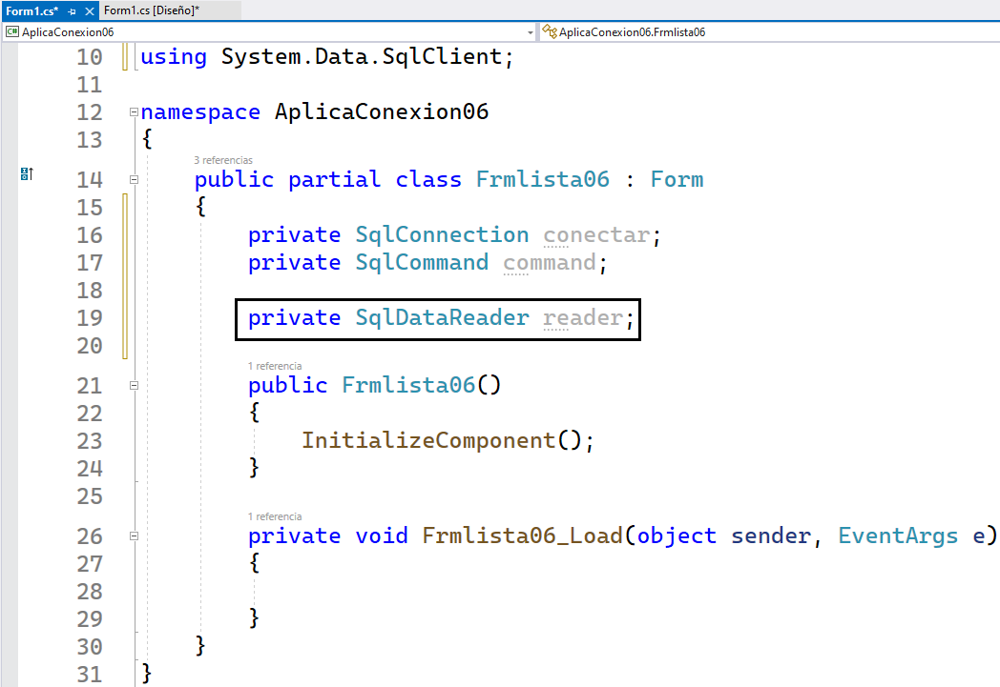 Form1.cs* Form1.cs [Diseño]*
C# AplicaConexion06 AplicaConexion06.Frmlista06
10 using System.Data.SqlClient;
11
12 namespace AplicaConexion06
13 {
3 referencias
14 public partial class Frmlista06 : Form
15 {
16 private SqlConnection conectar;
17 private SqlCommand command;
18
19 private SqlDataReader reader;
20
1 referencia
21 public Frmlista06()
22 {
23 InitializeComponent();
24 }
25
1 referencia
26 private void Frmlista06_Load(object sender, EventArgs e)
27 {
28
29 }
30 }
31 }